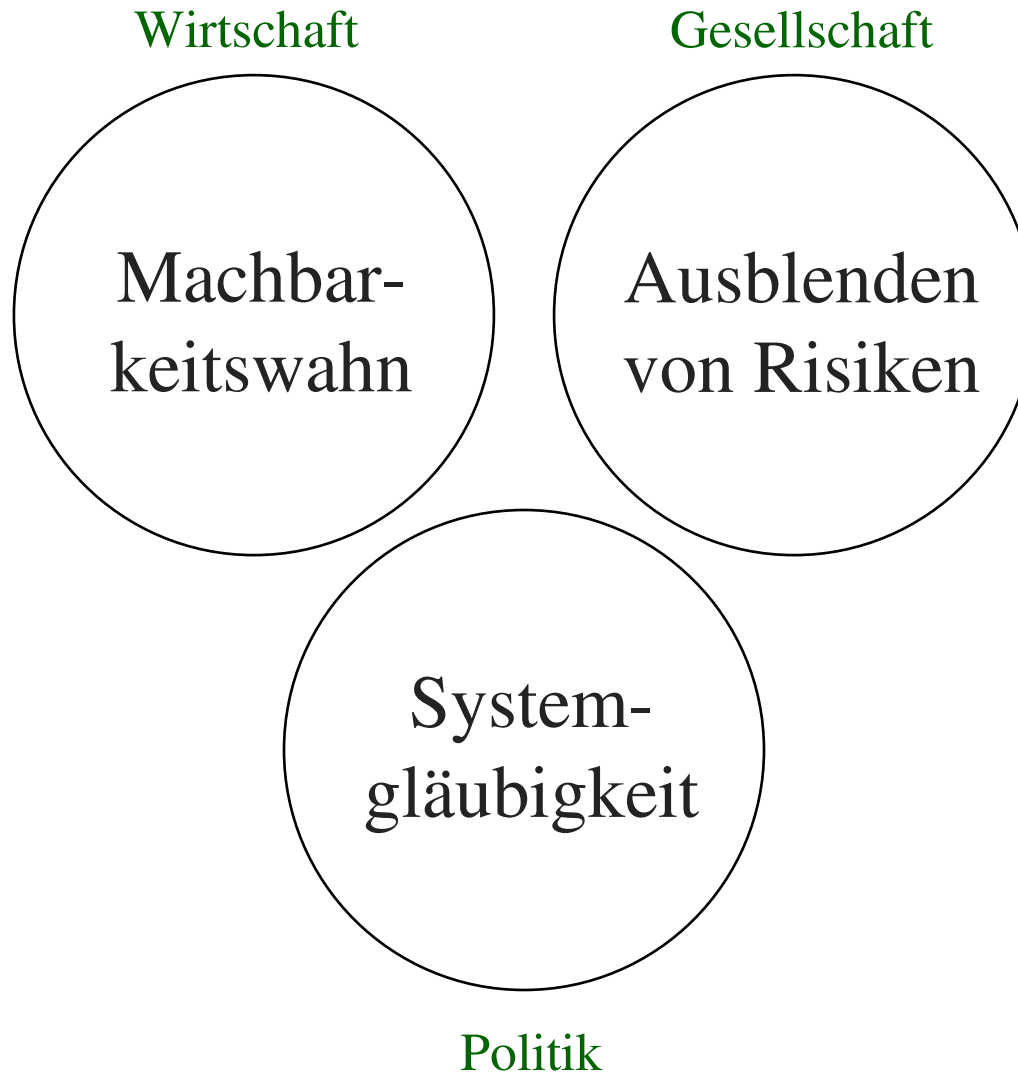 Wirtschaft
Gesellschaft
Machbar-
keitswahn
Ausblenden
von Risiken
System-
gläubigkeit
Politik